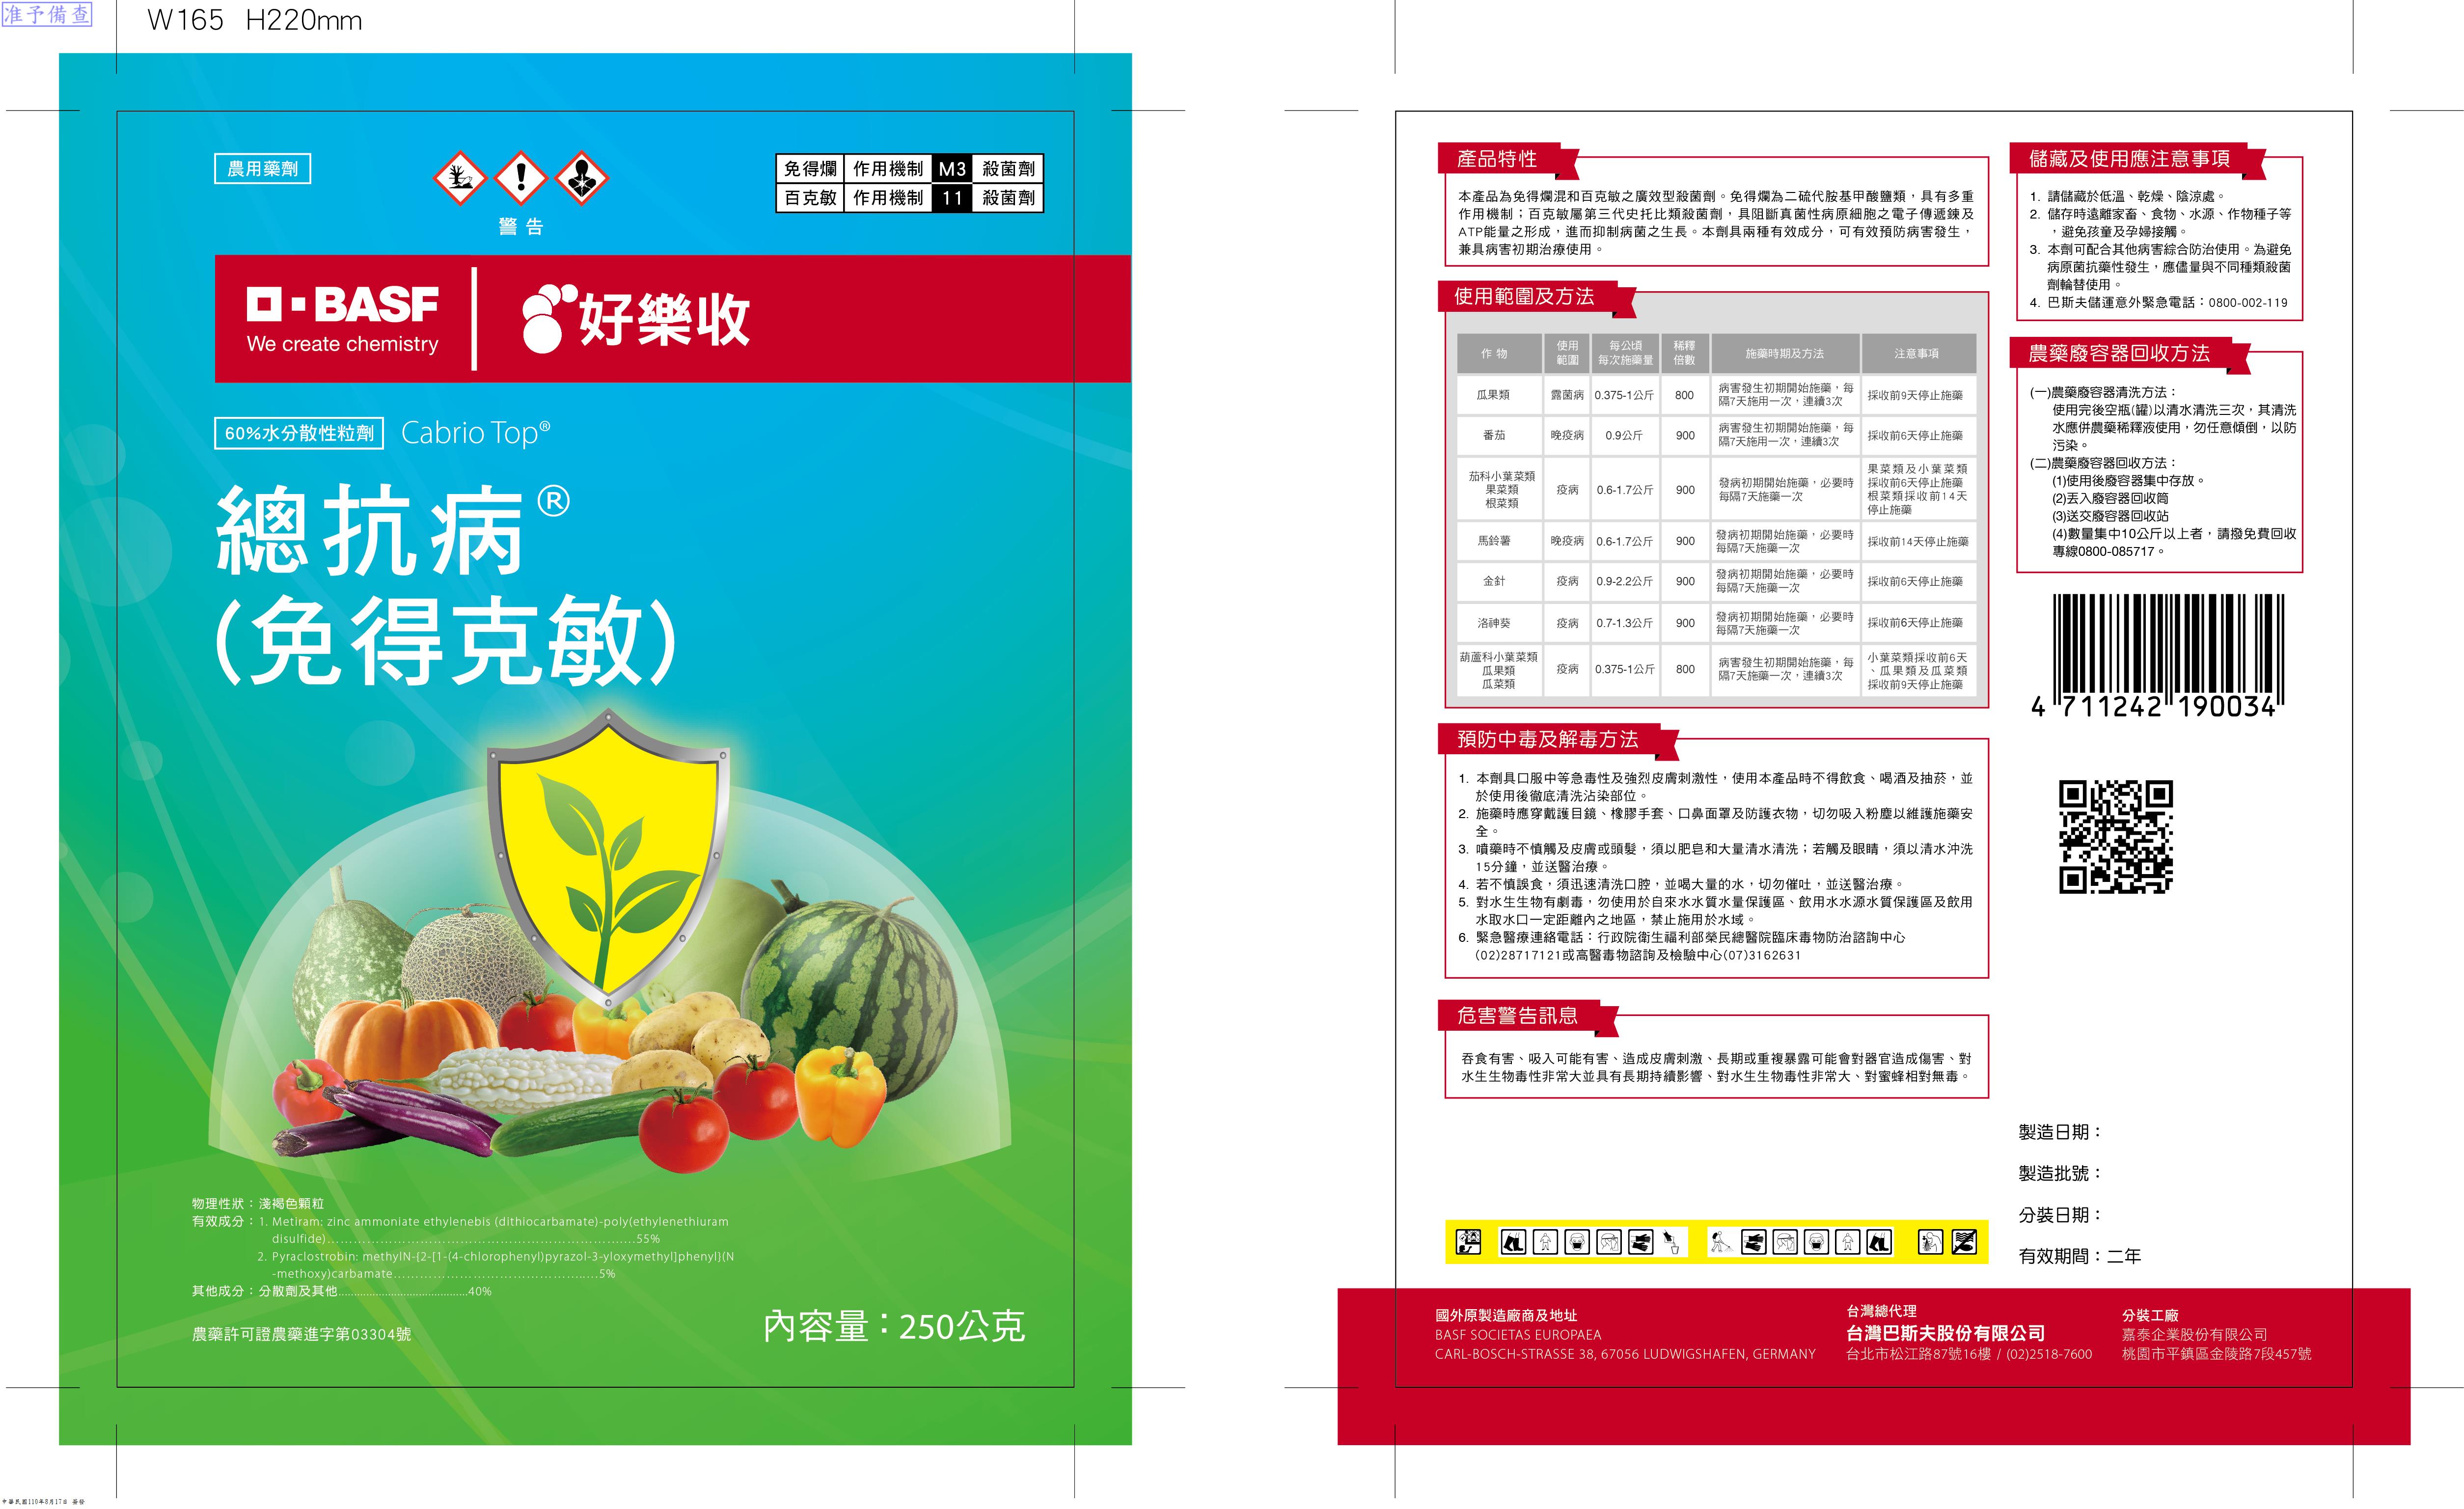 准予備查
W165 H220mm
農用藥劑
警告
免得爛 作用機制 M3 殺菌劑
百克敏 作用機制 11 殺菌劑
BASF
We create chemistry
好樂收
60%水分散性粒劑 Cabrio Top®
總抗病®
(免得克敏)
物理性狀：淺褐色顆粒
有效成分：1. Metiram: zinc ammoniate ethylenebis (dithiocarbamate)-poly(ethylenethiuram
disulfide)..........55%
2. Pyraclostrobin: methylN-{2-[1-(4-chlorophenyl)pyrazol-3-yloxymethyl]phenyl}(N
-methoxy)carbamate..........5%
其他成分：分散劑及其他..........40%
農藥許可證農藥進字第03304號
內容量：250公克
中華民國110年8月17日 簽發
產品特性
本產品為免得爛混和百克敏之廣效型殺菌劑。免得爛為二硫代胺基甲酸鹽類，具有多重
作用機制；百克敏屬第三代史托比類殺菌劑，具阻斷真菌性病原細胞之電子傳遞鍊及
ATP能量之形成，進而抑制病菌之生長。本劑具兩種有效成分，可有效預防病害發生，
兼具病害初期治療使用。
使用範圍及方法
作物 使用範圍 每公頃每次施藥量 稀釋倍數 施藥時期及方法 注意事項
瓜果類 露菌病 0.375-1公斤 800 病害發生初期開始施藥，每隔7天施用一次，連續3次 採收前9天停止施藥
番茄 晚疫病 0.9公斤 900 病害發生初期開始施藥，每隔7天施用一次，連續3次 採收前6天停止施藥
茄科小葉菜類 果菜類 根菜類 疫病 0.6-1.7公斤 900 發病初期開始施藥，必要時每隔7天施藥一次 果菜類及小葉菜類採收前6天停止施藥 根菜類採收前14天停止施藥
馬鈴薯 晚疫病 0.6-1.7公斤 900 發病初期開始施藥，必要時每隔7天施藥一次 採收前14天停止施藥
金針 疫病 0.9-2.2公斤 900 發病初期開始施藥，必要時每隔7天施藥一次 採收前6天停止施藥
洛神葵 疫病 0.7-1.3公斤 900 發病初期開始施藥，必要時每隔7天施藥一次 採收前6天停止施藥
葫蘆科小葉菜類 瓜果類 瓜菜類 疫病 0.375-1公斤 800 病害發生初期開始施藥，每隔7天施藥一次，連續3次 小葉菜類採收前6天、瓜果類及瓜菜類採收前9天停止施藥
預防中毒及解毒方法
1. 本劑具口服中等急毒性及強烈皮膚刺激性，使用本產品時不得飲食、喝酒及抽菸，並
於使用後徹底清洗沾染部位。
2. 施藥時應穿戴護目鏡、橡膠手套、口鼻面罩及防護衣物，切勿吸入粉塵以維護施藥安
全。
3. 噴藥時不慎觸及皮膚或頭髮，須以肥皂和大量清水清洗；若觸及眼睛，須以清水沖洗
15分鐘，並送醫治療。
4. 若不慎誤食，須迅速清洗口腔，並喝大量的水，切勿催吐，並送醫治療。
5. 對水生生物有劇毒，勿使用於自來水水質水量保護區、飲用水水源水質保護區及飲用
水取水口一定距離內之地區，禁止施用於水域。
6. 緊急醫療連絡電話：行政院衛生福利部榮民總醫院臨床毒物防治諮詢中心
(02)28717121或高醫毒物諮詢及檢驗中心(07)3162631
危害警告訊息
吞食有害、吸入可能有害、造成皮膚刺激、長期或重複暴露可能會對器官造成傷害、對
水生生物毒性非常大並具有長期持續影響、對水生生物毒性非常大、對蜜蜂相對無毒。
儲藏及使用應注意事項
1. 請儲藏於低溫、乾燥、陰涼處。
2. 儲存時遠離家畜、食物、水源、作物種子等
，避免孩童及孕婦接觸。
3. 本劑可配合其他病害綜合防治使用。為避免
病原菌抗藥性發生，應儘量與不同種類殺菌
劑輪替使用。
4. 巴斯夫儲運意外緊急電話：0800-002-119
農藥廢容器回收方法
(一)農藥廢容器清洗方法：
使用完後空瓶(罐)以清水清洗三次，其清洗
水應併農藥稀釋液使用，勿任意傾倒，以防
污染。
(二)農藥廢容器回收方法：
(1)使用後廢容器集中存放。
(2)丟入廢容器回收筒
(3)送交廢容器回收站
(4)數量集中10公斤以上者，請撥免費回收
專線0800-085717。
4 711242 190034
製造日期：
製造批號：
分裝日期：
有效期間：二年
國外原製造廠商及地址
BASF SOCIETAS EUROPAEA
CARL-BOSCH-STRASSE 38, 67056 LUDWIGSHAFEN, GERMANY
台灣總代理
台灣巴斯夫股份有限公司
台北市松江路87號16樓 / (02)2518-7600
分裝工廠
嘉泰企業股份有限公司
桃園市平鎮區金陵路7段457號